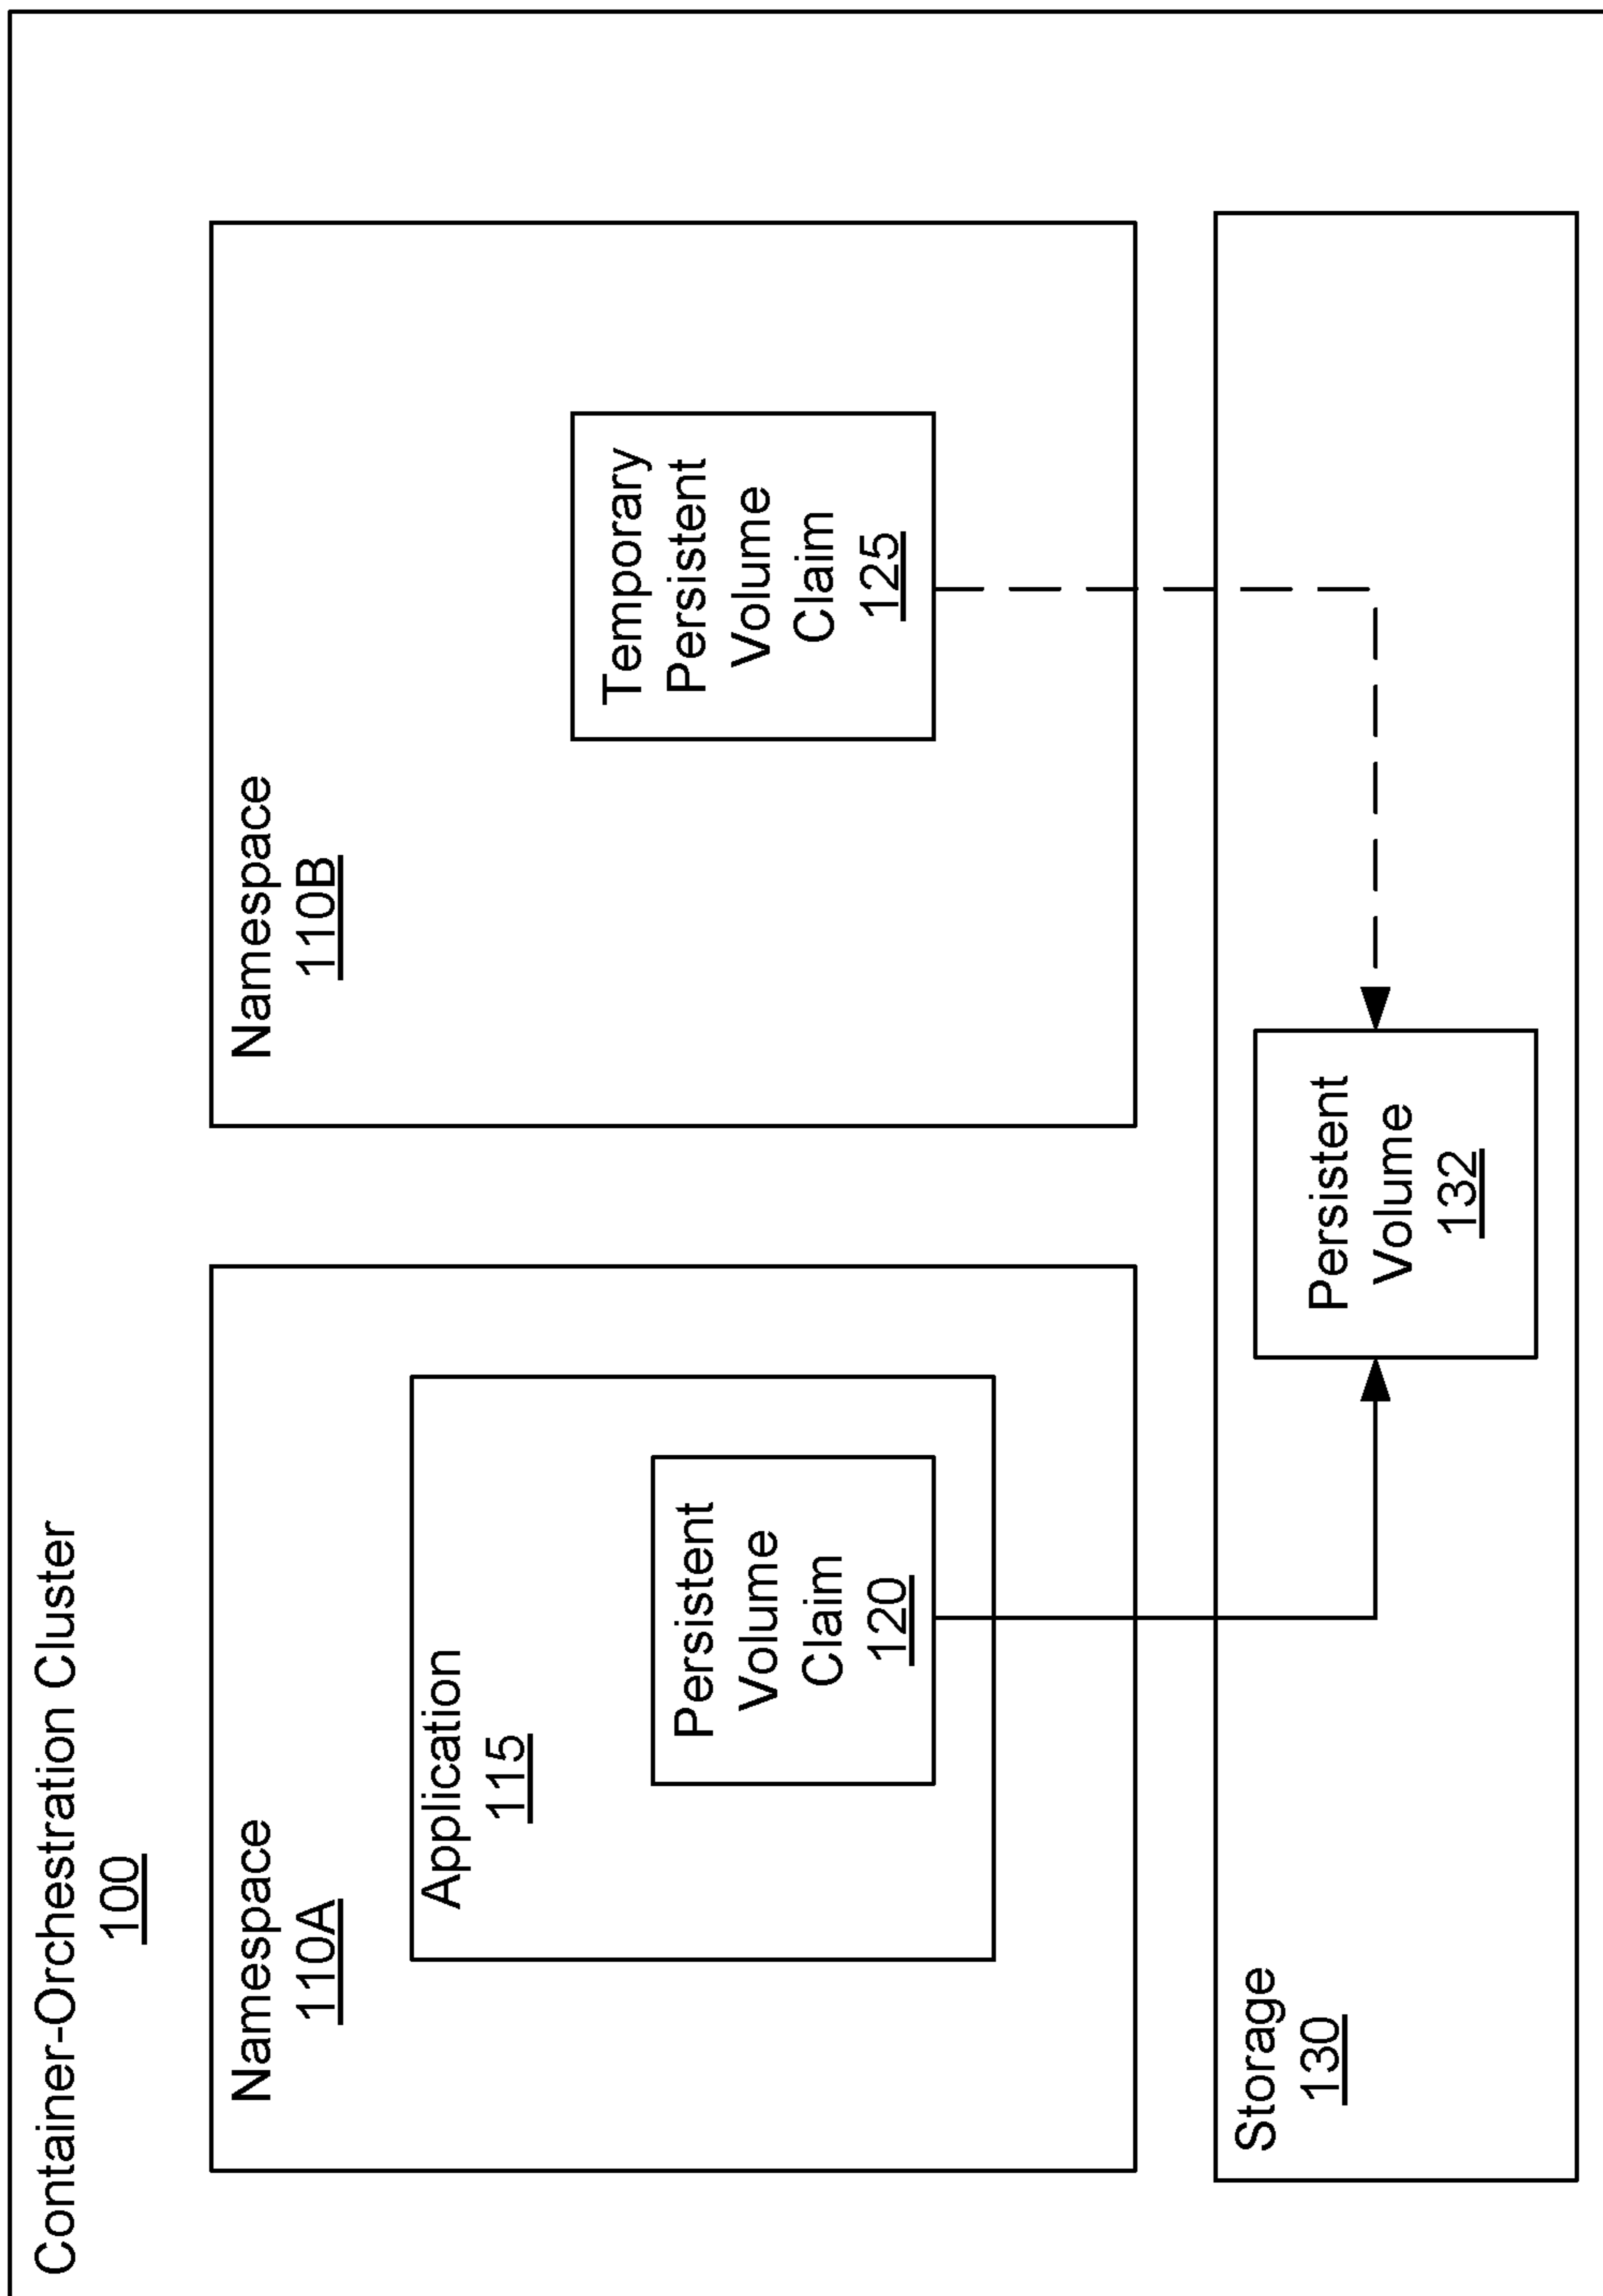 Container-Orchestration Cluster
100
Namespace
110A
Application
115
Persistent
Volume
Claim
120
Namespace
110B
Temporary
Persistent
Volume
Claim
125
Storage
130
Persistent
Volume
132